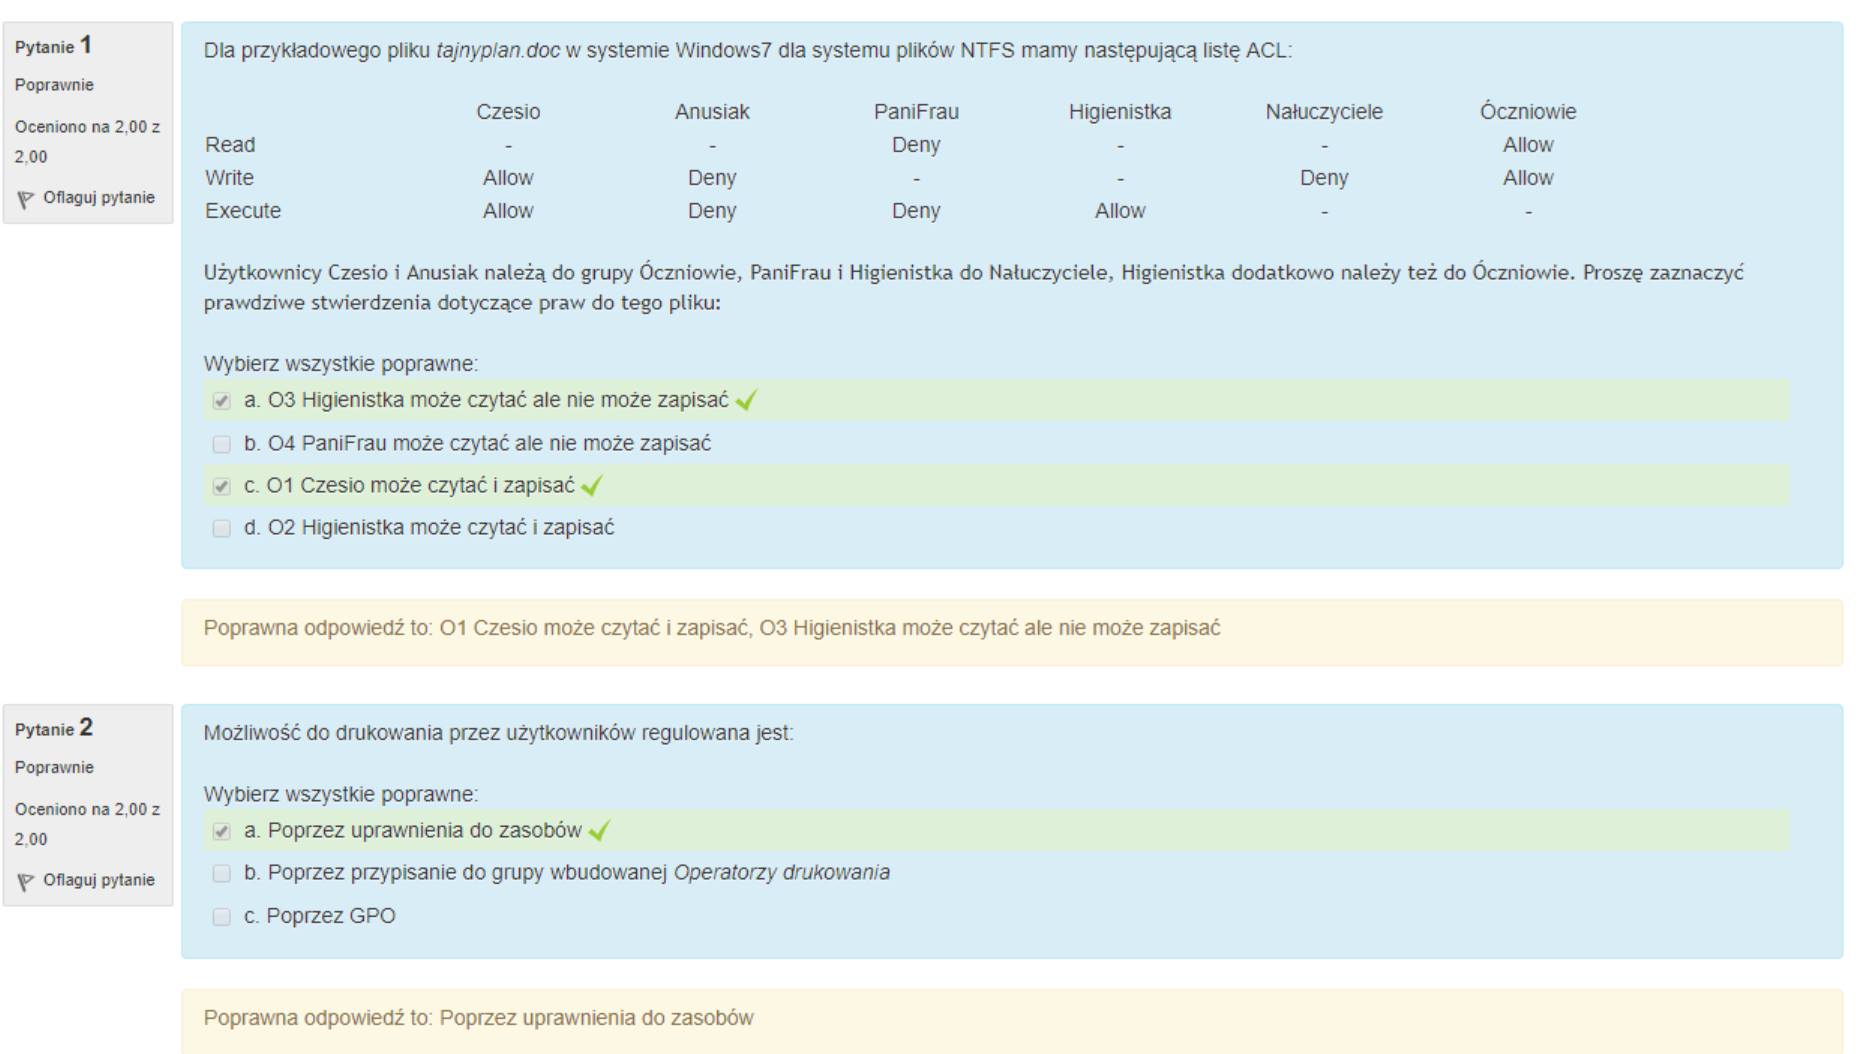 Pytanie 1
Poprawnie
Oceniono na 2,00 z
2,00
Oflaguj pytanie
Dla przykładowego pliku tajnyplan.doc w systemie Windows7 dla systemu plików NTFS mamy następującą listę ACL:
Czesio Anusiak PaniFrau Higienistka Nałuczyciele Óczniowie
Read - - Deny - - Allow
Write Allow Deny - - Deny Allow
Execute Allow Deny Deny Allow - -
Użytkownicy Czesio i Anusiak należą do grupy Óczniowie, PaniFrau i Higienistka do Nałuczyciele, Higienistka dodatkowo należy też do Óczniowie. Proszę zaznaczyć
prawdziwe stwierdzenia dotyczące praw do tego pliku:
Wybierz wszystkie poprawne:
a. O3 Higienistka może czytać ale nie może zapisać
b. O4 PaniFrau może czytać ale nie może zapisać
c. O1 Czesio może czytać i zapisać
d. O2 Higienistka może czytać i zapisać
Poprawna odpowiedź to: O1 Czesio może czytać i zapisać, O3 Higienistka może czytać ale nie może zapisać
Pytanie 2
Poprawnie
Oceniono na 2,00 z
2,00
Oflaguj pytanie
Możliwość do drukowania przez użytkowników regulowana jest:
Wybierz wszystkie poprawne:
a. Poprzez uprawnienia do zasobów
b. Poprzez przypisanie do grupy wbudowanej Operatorzy drukowania
c. Poprzez GPO
Poprawna odpowiedź to: Poprzez uprawnienia do zasobów